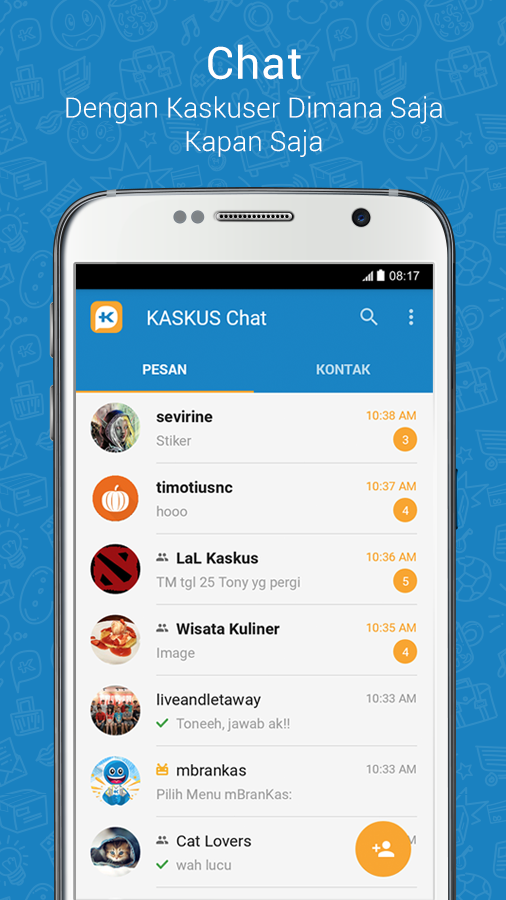 Chat
Dengan Kaskuser Dimana Saja
Kapan Saja
08:17
K
KASKUS Chat
PESAN
KONTAK
sevirine
10:38 AM
Stiker
3
timotiusnc
10:37 AM
hooo
4
LaL Kaskus
10:36 AM
TM tgl 25 Tony yg pergi
5
Wisata Kuliner
10:35 AM
Image
4
liveandletaway
10:33 AM
Toneeh, jawab ak!!
mbrankas
10:33 AM
Pilih Menu mBranKas:
Cat Lovers
M
wah lucu